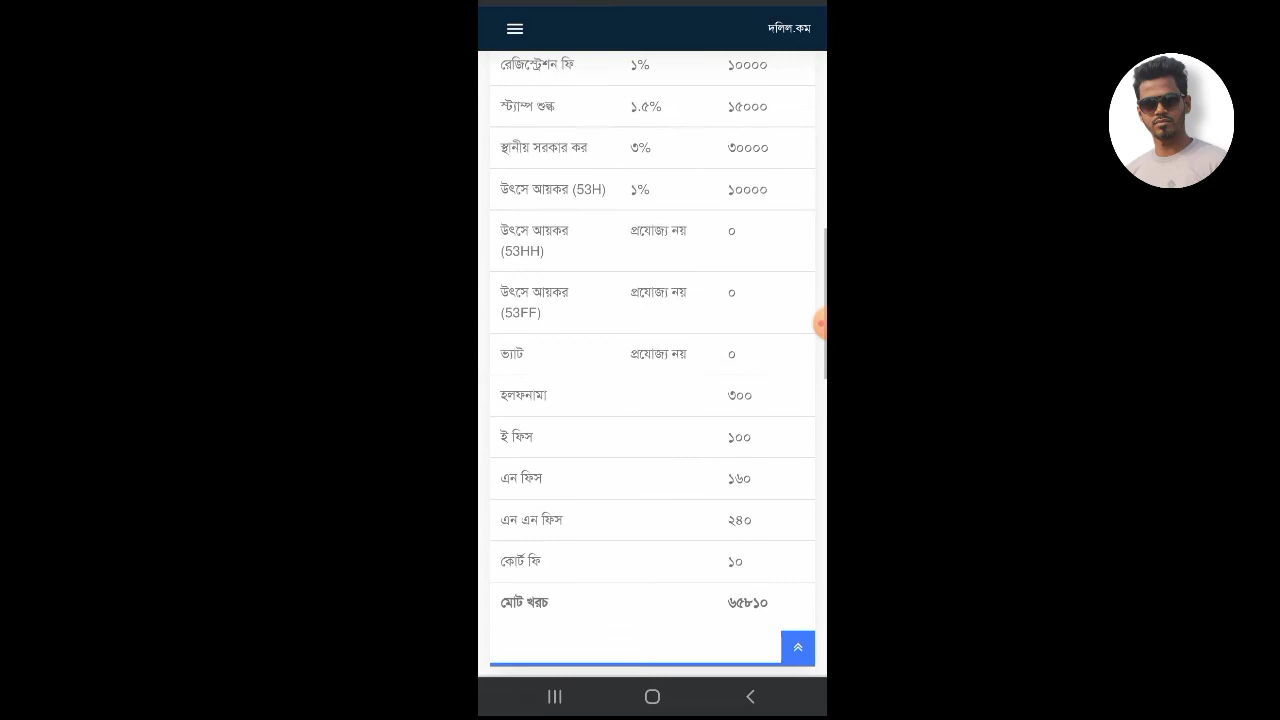 দলিল.কম
রেজিস্ট্রেশন ফি ১% ১০০০০
স্ট্যাম্প শুল্ক ১.৫% ১৫০০০
স্থানীয় সরকার কর ৩% ৩০০০০
উৎসে আয়কর (53H) ১% ১০০০০
উৎসে আয়কর প্রযোজ্য নয় ০
(53HH)
উৎসে আয়কর প্রযোজ্য নয় ০
(53FF)
ভ্যাট প্রযোজ্য নয় ০
হলফনামা ৩০০
ই ফিস ১০০
এন ফিস ১৬০
এন এন ফিস ২৪০
কোর্ট ফি ১০
মোট খরচ ৬৫৮১০